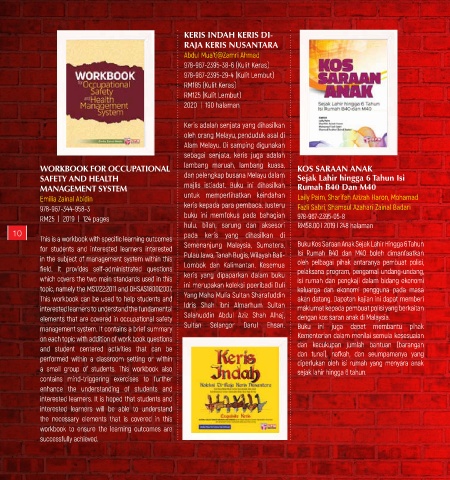 WORKBOOK
for Occupational
Safety
and Health
Management
System
WORKBOOK FOR OCCUPATIONAL
SAFETY AND HEALTH
MANAGEMENT SYSTEM
Emilia Zainal Abidin
978-967-344-958-3
RM25 | 2019 | 124 pages
This is a workbook with specific learning outcomes
for students and interested learners interested
in the subject of management system within this
field. It provides self-administrated questions
which covers the two main standards used in this
topic, namely the MS1722:2011 and OHSAS18001:2007.
This workbook can be used to help students and
interested learners to understand the fundamental
elements that are covered in occupational safety
management system. It contains a brief summary
on each topic with addition of work book questions
and student centered activities that can be
performed within a classroom setting or within
a small group of students. This workbook also
contains mind-triggering exercises to further
enhance the understanding of students and
interested learners. It is hoped that students and
interested learners will be able to understand
the necessary elements that is covered in this
workbook to ensure the learning outcomes are
successfully achieved.
10
KERIS INDAH KERIS DI-
RAJA KERIS NUSANTARA
Abdul Mua'ti@Zamri Ahmad
978-967-2395-38-6 (Kulit Keras)
978-967-2395-29-4 (Kulit Lembut)
RM185 (Kulit Keras)
RM125 (Kulit Lembut)
2020 | 190 halaman
Keris adalah senjata yang dihasilkan
oleh orang Melayu, penduduk asal di
Alam Melayu. Di samping digunakan
sebagai senjata, keris juga adalah
lambang maruah, lambang kuasa,
dan pelengkap busana Melayu dalam
majlis istiadat. Buku ini dihasilkan
untuk memperlihatkan keindahan
keris kepada para pembaca. Justeru
buku ini memfokus pada bahagian
hulu, bilah, sarung dan aksesori
pada keris yang dihasilkan di
Semenanjung Malaysia, Sumatera,
Pulau Jawa, Tanah Bugis, Wilayah Bali-
Lombok dan Kalimantan. Kesemua
keris yang dipaparkan dalam buku
ini merupakan koleksi peribadi Duli
Yang Maha Mulia Sultan Sharafuddin
Idris Shah Ibni Almarhum Sultan
Salahuddin Abdul Aziz Shah Alhaj,
Sultan Selangor Darul Ehsan.
Keris
Indah
Koleksi Di-Raja Keris Nusantara
Exquisite Keris
KOS
SARAAN
ANAK
Sejak Lahir hingga 6 Tahun
Isi Rumah B40 dan M40
KOS SARAAN ANAK
Sejak Lahir hingga 6 Tahun Isi
Rumah B40 Dan M40
Laily Paim, Sharifah Azizah Haron, Mohamad
Fazli Sabri, Shamsul Azahari Zainal Badari
978-967-2395-05-8
RM58.00 | 2019 | 348 halaman
Buku Kos Saraan Anak Sejak Lahir Hingga 6 Tahun
Isi Rumah B40 dan M40 boleh dimanfaatkan
oleh pelbagai pihak antaranya pembuat polisi,
pelaksana program, pengamal undang-undang,
isi rumah dan pengkaji dalam bidang ekonomi
keluarga dan ekonomi pengguna pada masa
akan datang. Dapatan kajian ini dapat memberi
maklumat kepada pembuat polisi yang berkaitan
dengan kos saran anak di Malaysia.
Buku ini juga dapat membantu pihak
Kementerian dalam menilai semula kesesuaian
dan kecukupan jumlah bantuan (barangan
dan tunai), nafkah, dan seumpamanya yang
diperlukan oleh isi rumah yang menyara anak
sejak lahir hingga 6 tahun.